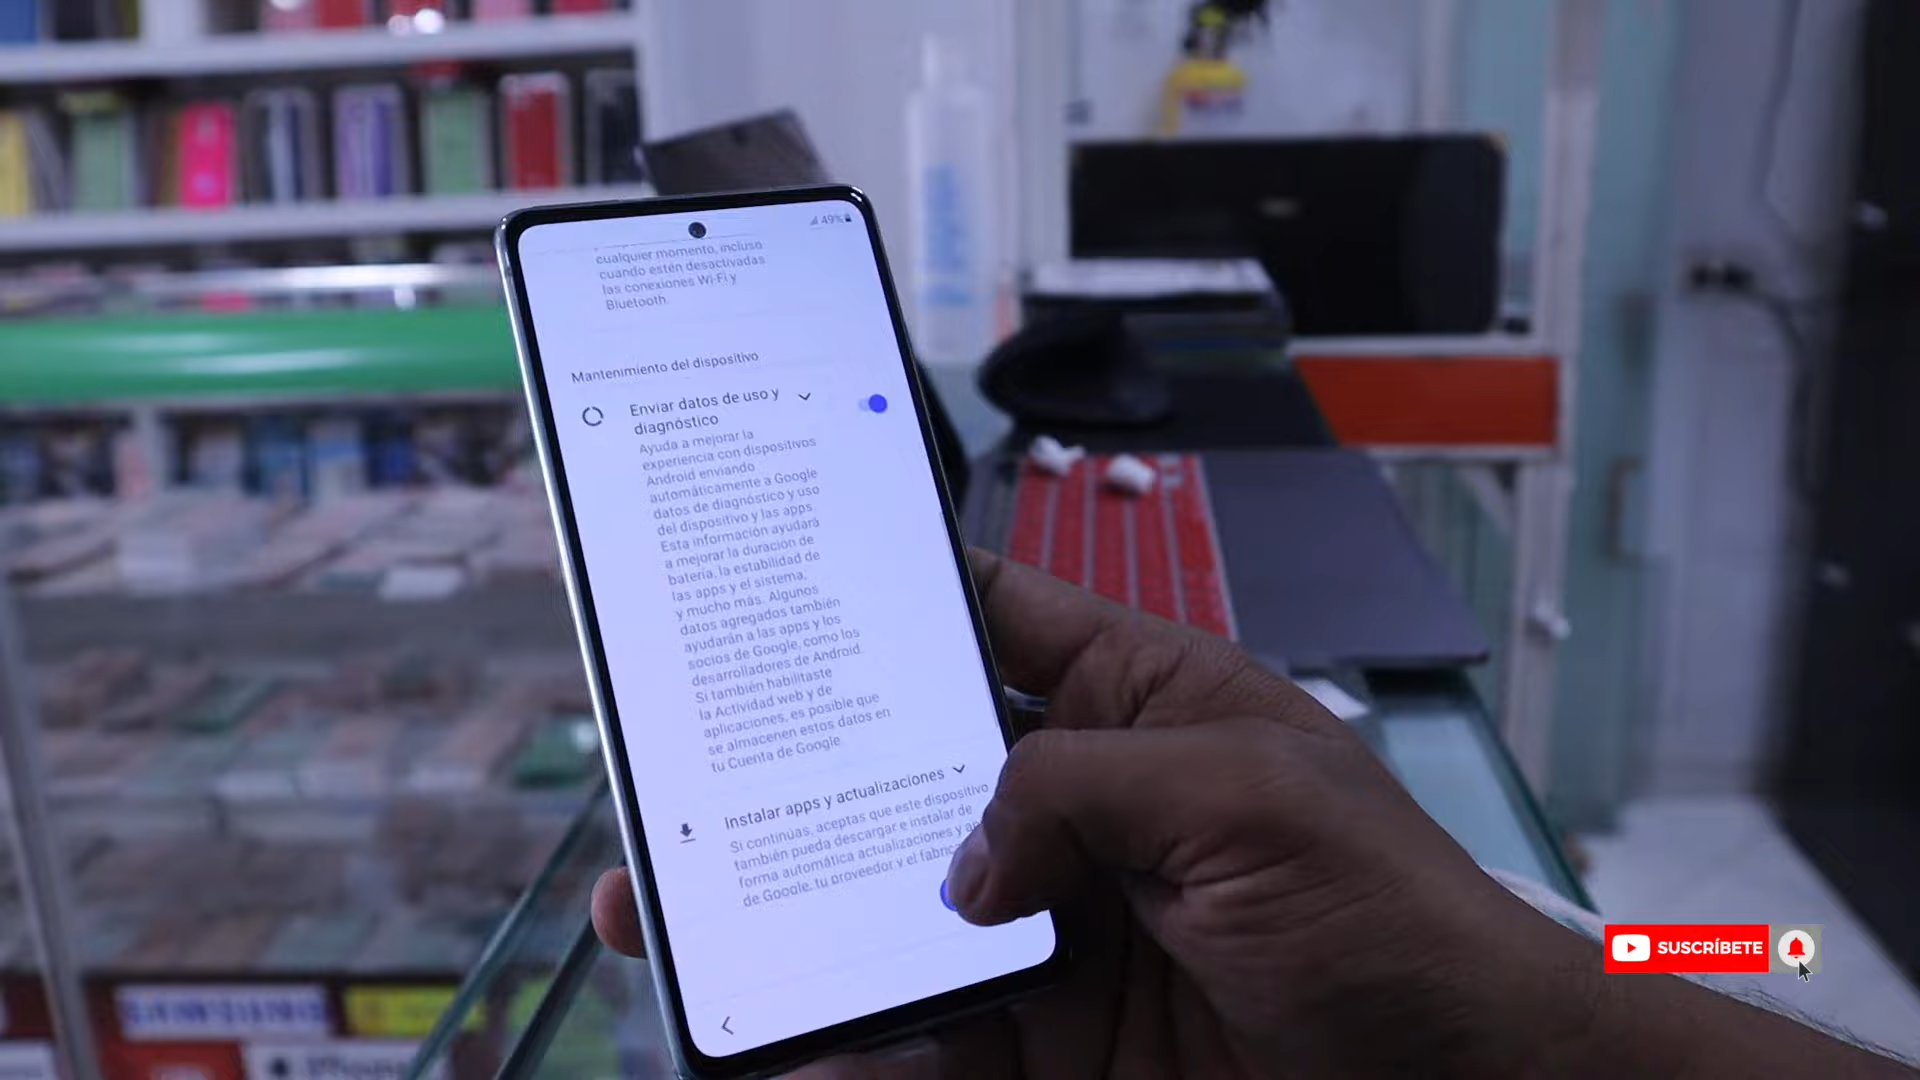 49%
cualquier momento, incluso
cuando estén desactivadas
las conexiones Wi-Fi y
Bluetooth.
Mantenimiento del dispositivo
Enviar datos de uso y
diagnóstico
Ayuda a mejorar la
experiencia con dispositivos
Android enviando
automáticamente a Google
datos de diagnóstico y uso
del dispositivo y las apps
Esta información ayudará
a mejorar la duración de
batería, la estabilidad de
las apps y el sistema,
y mucho más. Algunos
datos agregados también
ayudarán a las apps y los
socios de Google, como los
desarrolladores de Android.
Si también habilitaste
la Actividad web y de
aplicaciones, es posible que
se almacenen estos datos en
tu Cuenta de Google
Instalar apps y actualizaciones
Si continúas, aceptas que este dispositivo
también pueda descargar e instalar de
forma automática actualizaciones y
de Google, tu proveedor y el
SUSCRÍBETE
SAMSUNG